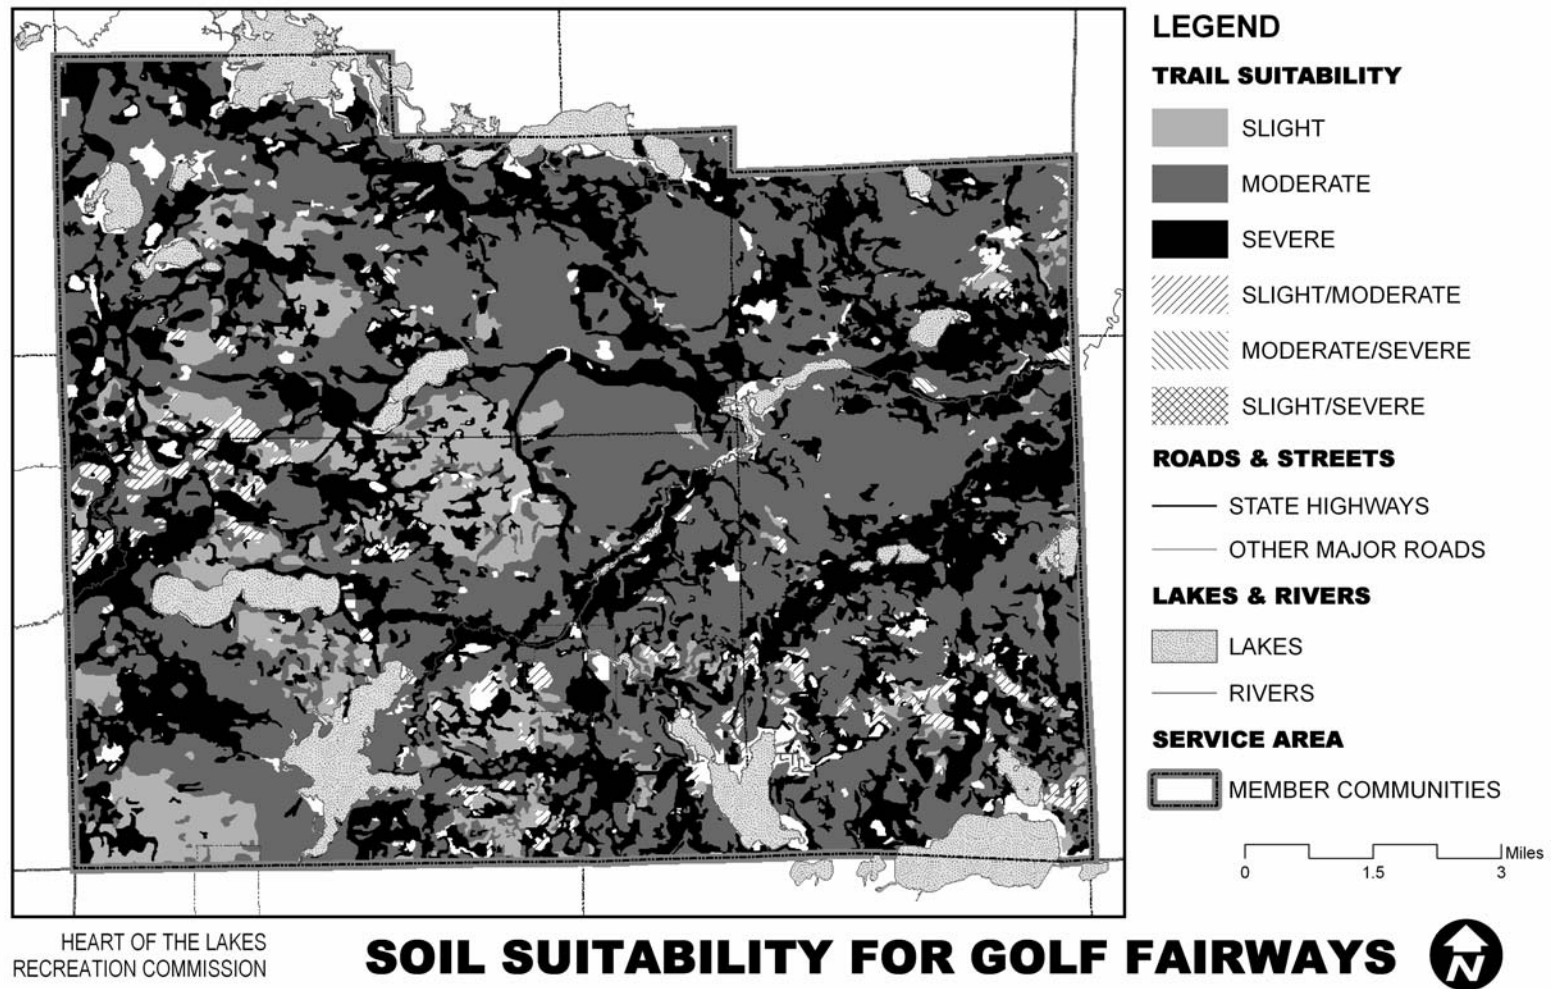 LEGEND
TRAIL SUITABILITY
SLIGHT
MODERATE
SEVERE
SLIGHT/MODERATE
MODERATE/SEVERE
SLIGHT/SEVERE
ROADS & STREETS
STATE HIGHWAYS
OTHER MAJOR ROADS
LAKES & RIVERS
LAKES
RIVERS
SERVICE AREA
MEMBER COMMUNITIES
Miles
0 1.5 3
HEART OF THE LAKES
RECREATION COMMISSION
SOIL SUITABILITY FOR GOLF FAIRWAYS
N